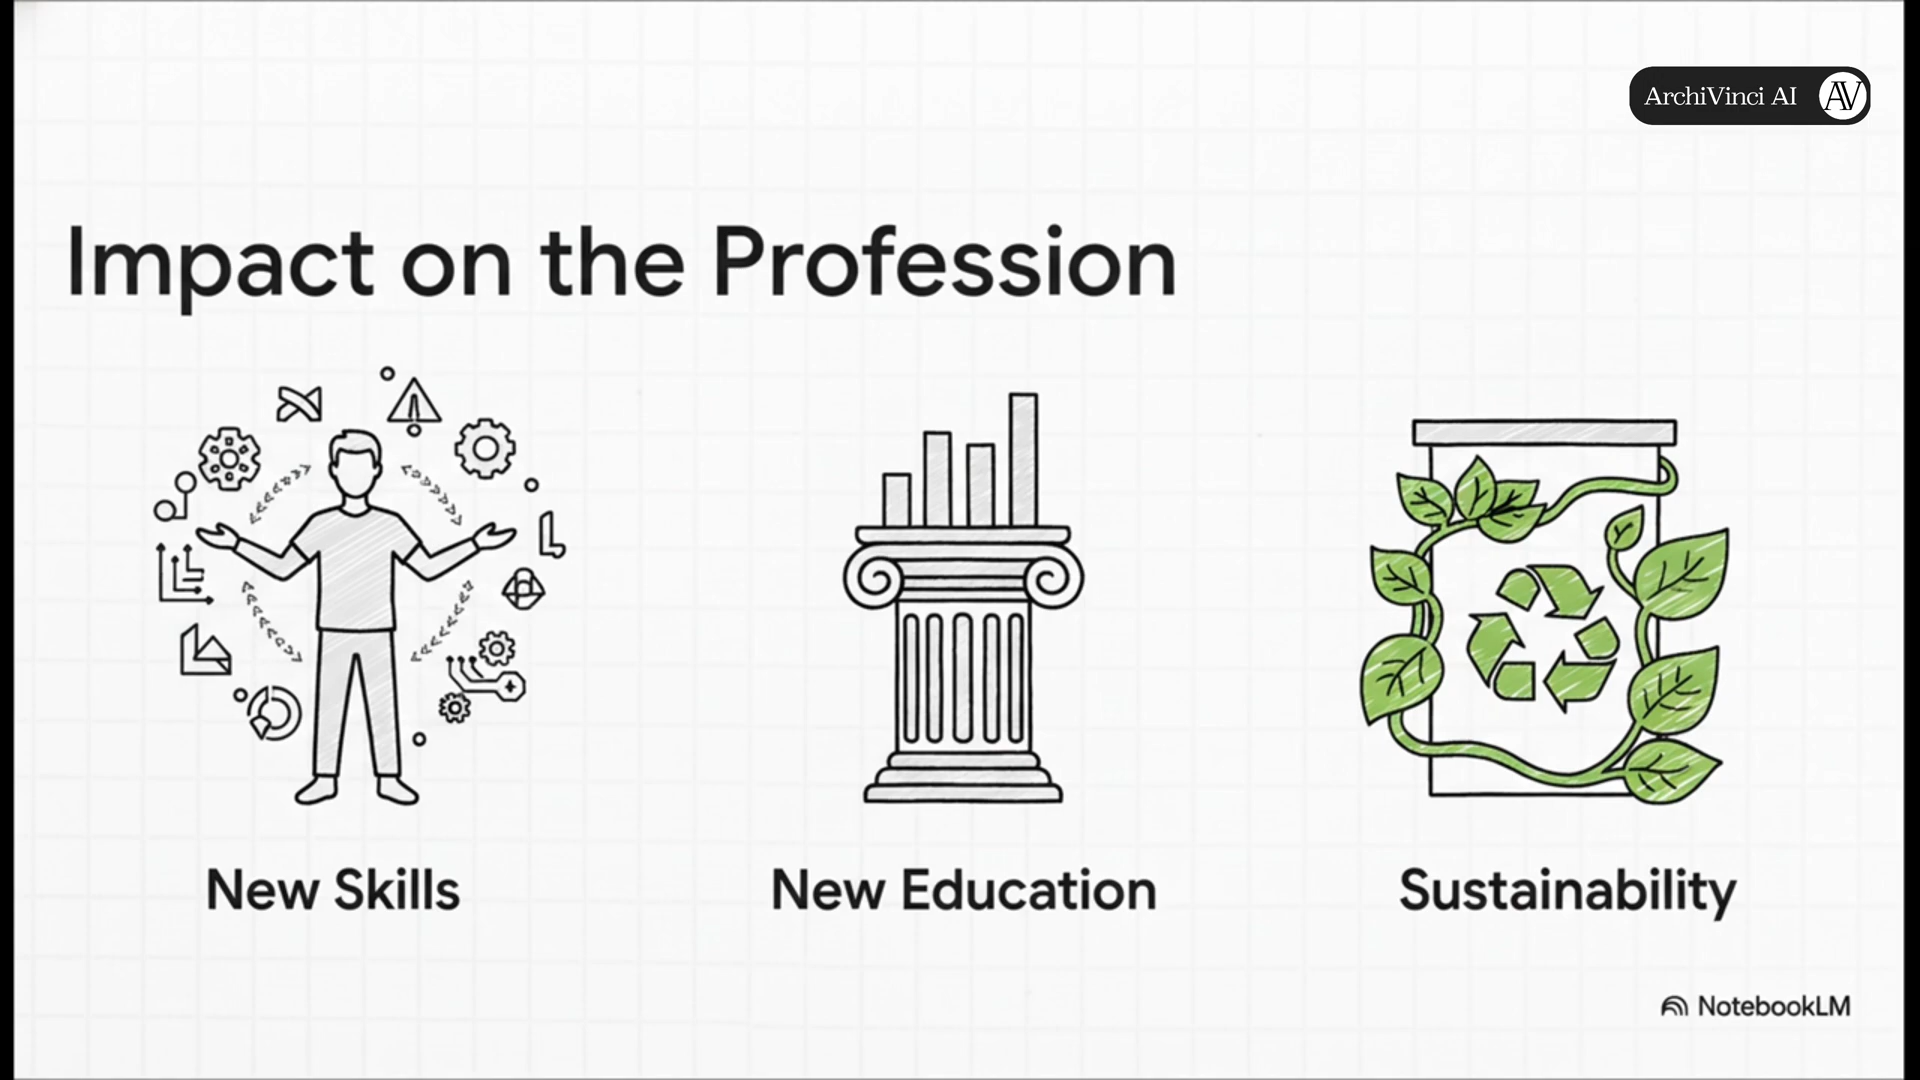 ArchiVinci AI AV
Impact on the Profession
New Skills
New Education
Sustainability
NotebookLM